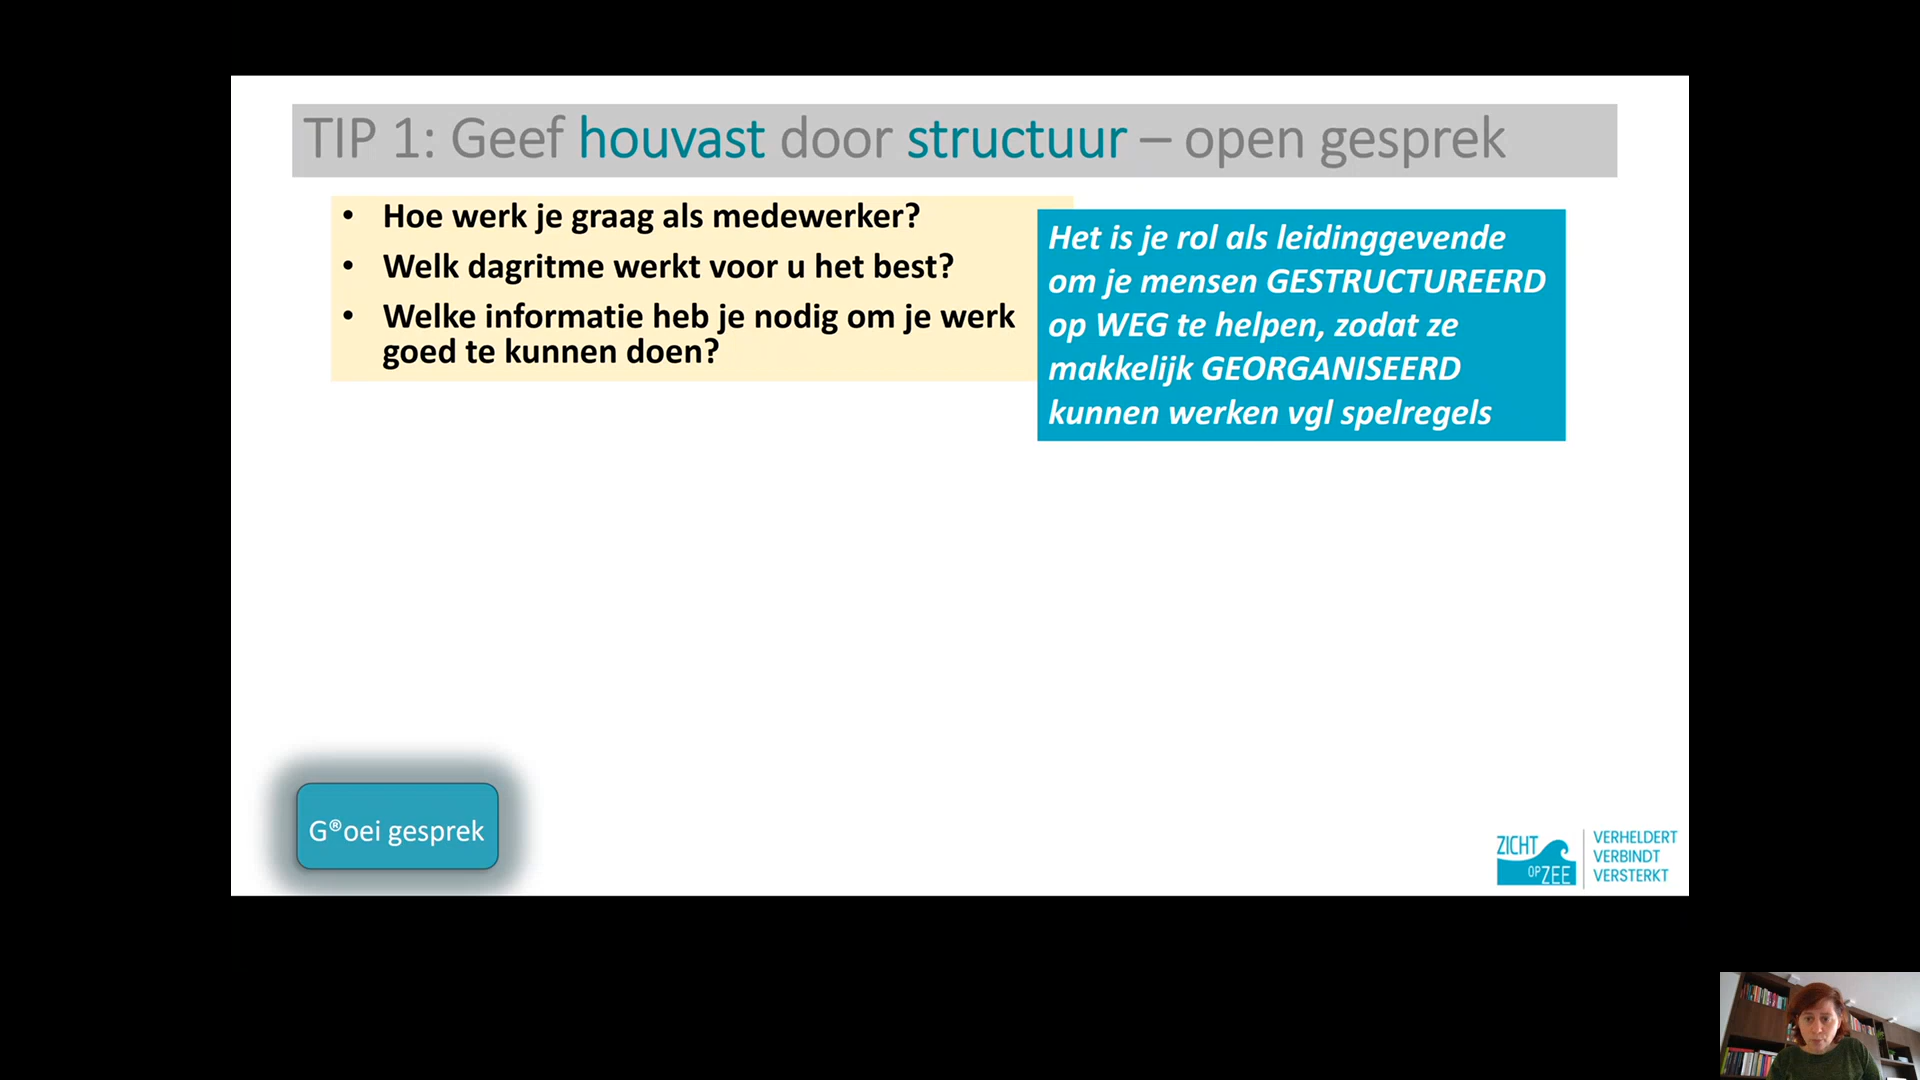 TIP 1: Geef houvast door structuur – open gesprek
• Hoe werk je graag als medewerker?
• Welk dagritme werkt voor u het best?
• Welke informatie heb je nodig om je werk
goed te kunnen doen?
Het is je rol als leidinggevende
om je mensen GESTRUCTUREERD
op WEG te helpen, zodat ze
makkelijk GEORGANISEERD
kunnen werken vgl spelregels
G®oei gesprek
ZICHT
OP ZEE
VERHELDERT
VERBINDT
VERSTERKT